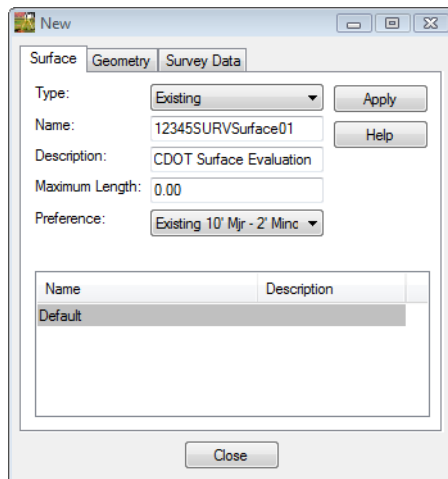 New
Surface Geometry Survey Data
Type: Existing Apply
Name: 12345SURVSurface01 Help
Description: CDOT Surface Evaluation
Maximum Length: 0.00
Preference: Existing 10' Mjr - 2' Minc
Name Description
Default
Close